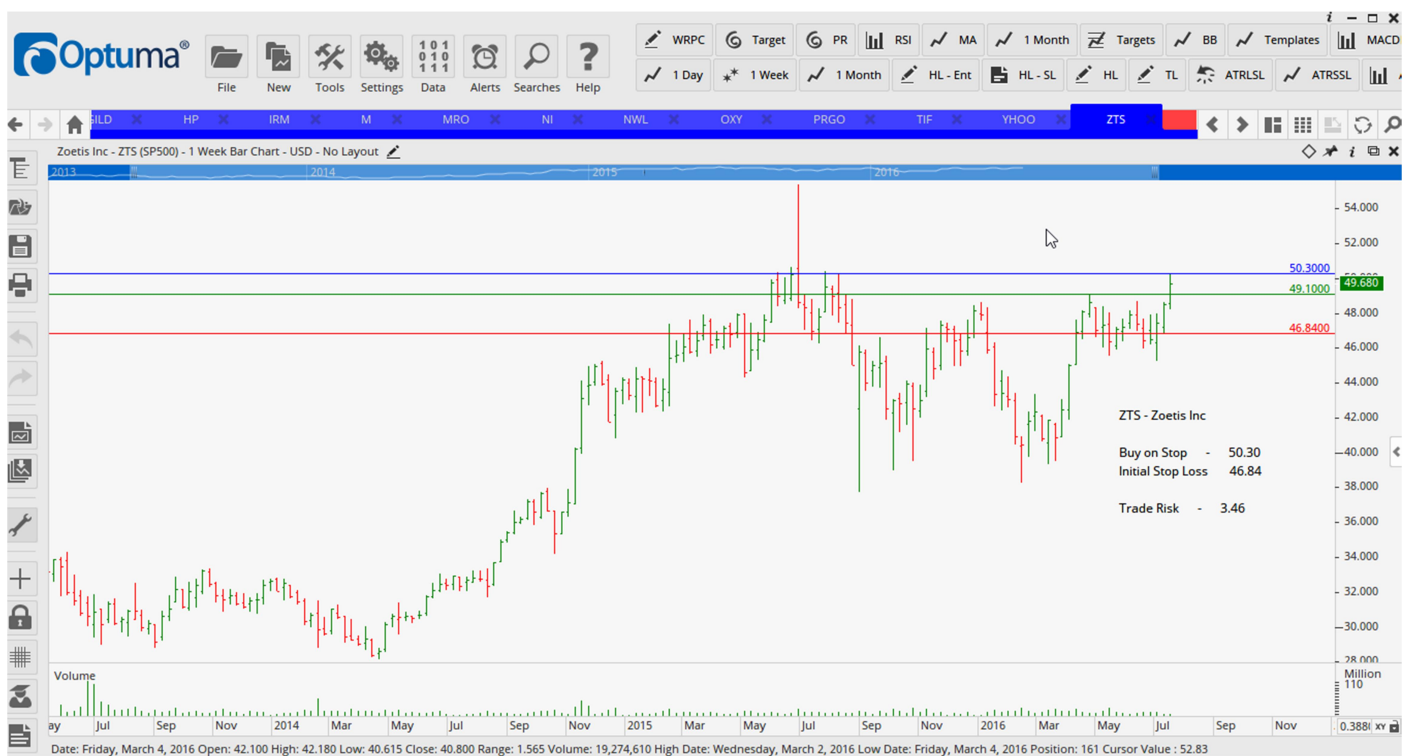 Optuma®
File
New
Tools
Settings
101
010
111
Data
Alerts
Searches
Help
WRPC
Target
PR
RSI
MA
1 Month
Targets
BB
Templates
MACD
1 Day
1 Week
1 Month
HL - Ent
HL - SL
HL
TL
ATRLSL
ATRSSL
GILD
HP
IRM
M
MRO
NI
NWL
OXY
PRGO
TIF
YHOO
ZTS
Zoetis Inc - ZTS (SP500) - 1 Week Bar Chart - USD - No Layout
2013
2014
2015
2016
54.000
52.000
50.3000
49.680
49.1000
48.000
46.8400
46.000
44.000
42.000
40.000
38.000
36.000
34.000
32.000
30.000
28.000
ZTS - Zoetis Inc
Buy on Stop - 50.30
Initial Stop Loss 46.84
Trade Risk - 3.46
Volume
Million
110
ay Jul Sep Nov 2014 Mar May Jul Sep Nov 2015 Mar May Jul Sep Nov 2016 Mar May Jul Sep Nov
XY
Date: Friday, March 4, 2016 Open: 42.100 High: 42.180 Low: 40.615 Close: 40.800 Range: 1.565 Volume: 19,274,610 High Date: Wednesday, March 2, 2016 Low Date: Friday, March 4, 2016 Position: 161 Cursor Value : 52.83